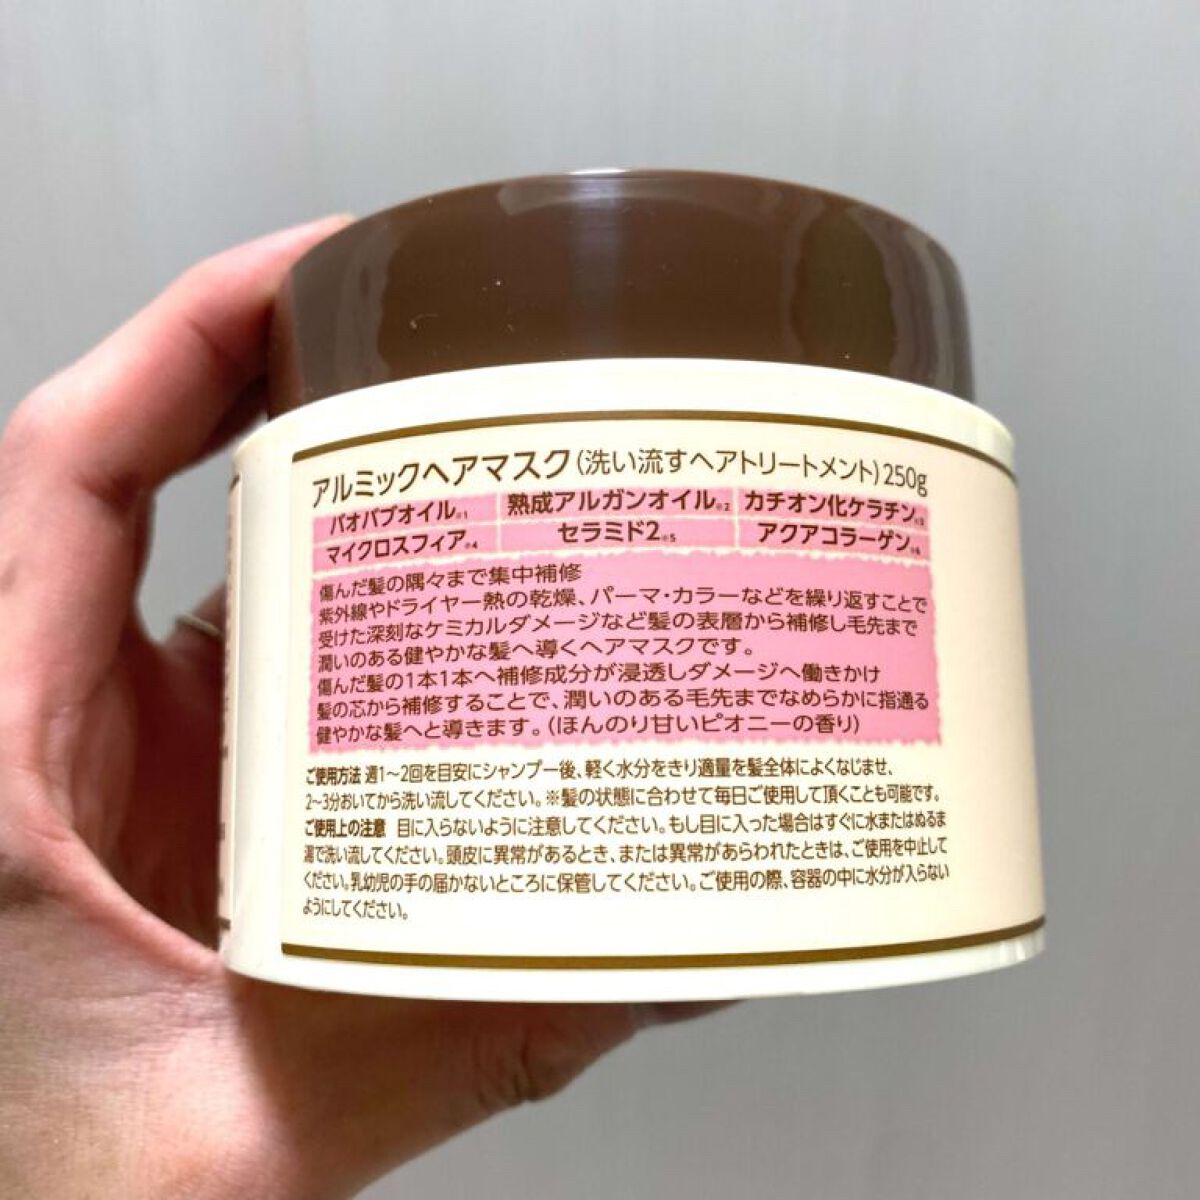 アルミックヘアマスク(洗い流すヘアトリートメント)250g
バオバブオイル※1 熟成アルガンオイル※2 カチオン化ケラチン※3
マイクロスフィア※4 セラミド2※5 アクアコラーゲン※6
傷んだ髪の隅々まで集中補修
紫外線やドライヤー熱の乾燥、パーマ・カラーなどを繰り返すことで
受けた深刻なケミカルダメージなど髪の表層から補修し毛先まで
潤いのある健やかな髪へ導くヘアマスクです。
傷んだ髪の1本1本へ補修成分が浸透しダメージへ働きかけ
髪の芯から補修することで、潤いのある毛先までなめらかに指通る
健やかな髪へと導きます。(ほんのり甘いピオニーの香り)
ご使用方法 週1〜2回を目安にシャンプー後、軽く水分をきり適量を髪全体によくなじませ、
2〜3分おいてから洗い流してください。※髪の状態に合わせて毎日ご使用して頂くことも可能です。
ご使用上の注意 目に入らないように注意してください。もし目に入った場合はすぐに水またはぬるま
湯で洗い流してください。頭皮に異常があるとき、または異常があらわれたときは、ご使用を中止して
ください。乳幼児の手の届かないところに保管してください。ご使用の際、容器の中に水分が入らない
ようにしてください。